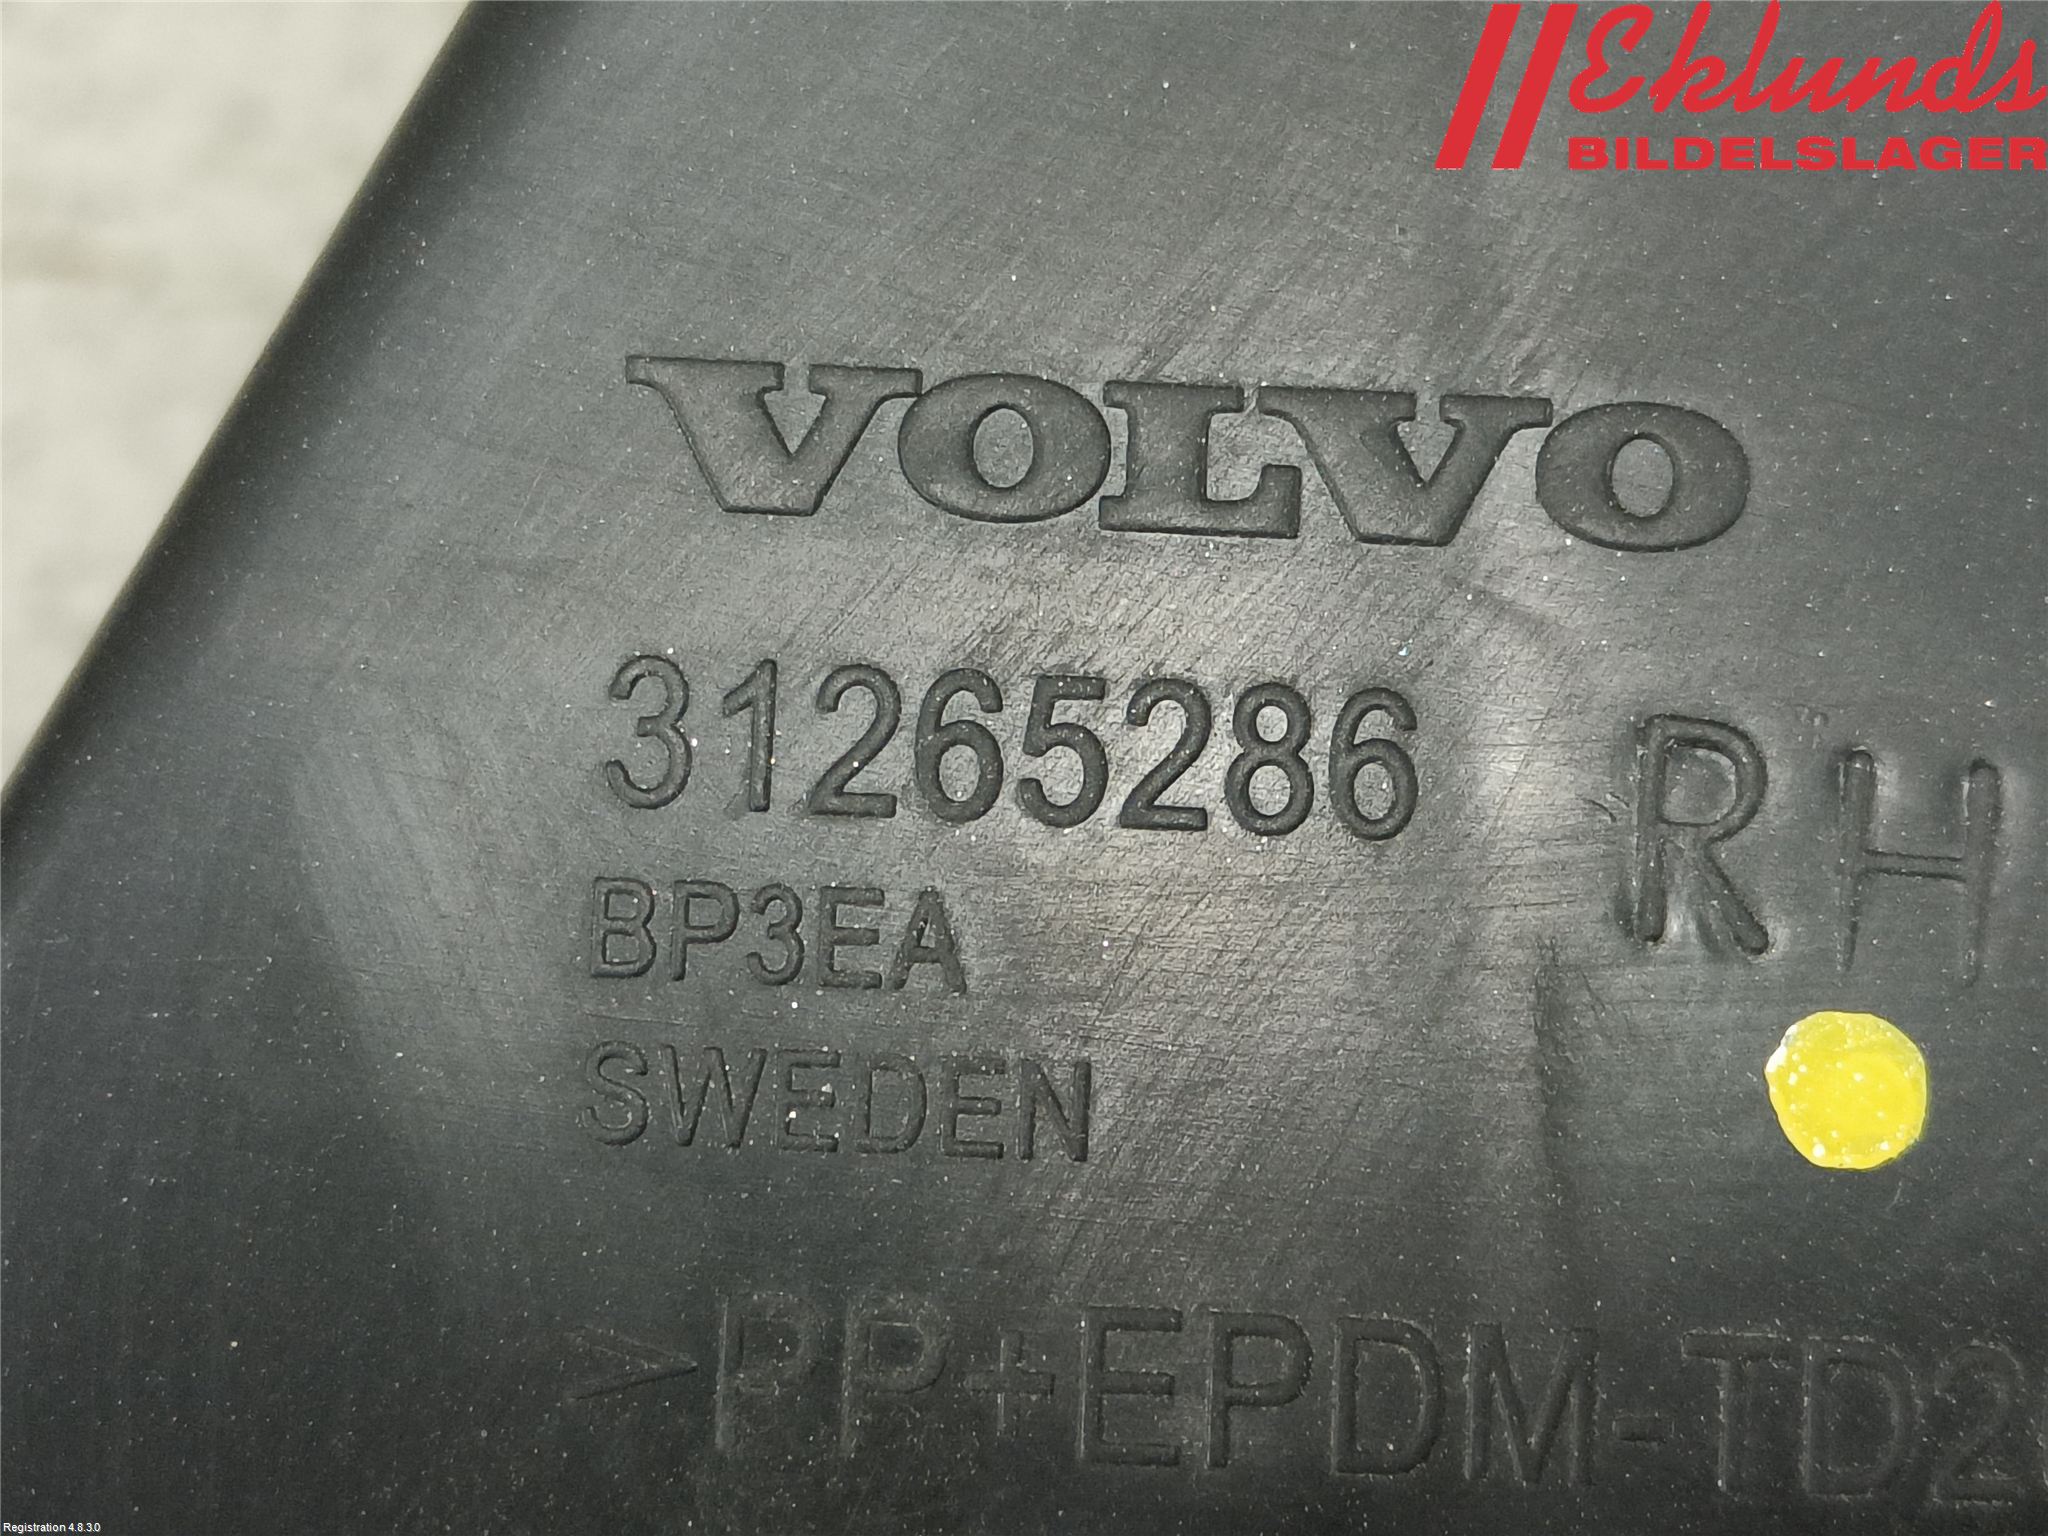 Eklunds
BILDELSLAGER
VOLVO
31265286
RH
BP3EA
SWEDEN
>PP+EPDM-TD2
Registration 4.8.3.0